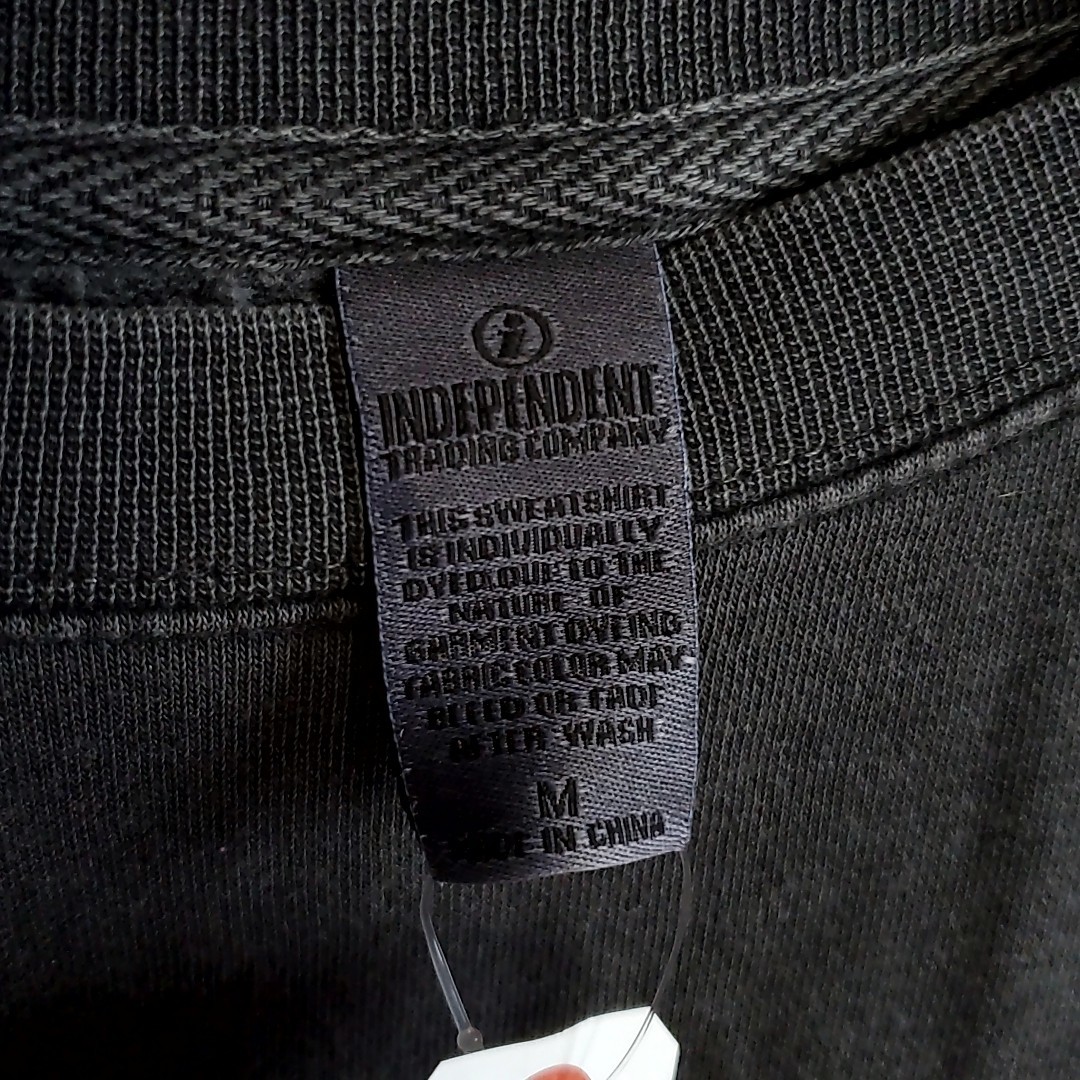 i
INDEPENDENT
TRADING COMPANY
THIS SWEATSHIRT
IS INDIVIDUALLY
DYED. DUE TO THE
NATURE OF
GARMENT DYEING
FABRIC COLOR MAY
BLEED OR FADE
AFTER WASH
M
MADE IN CHINA